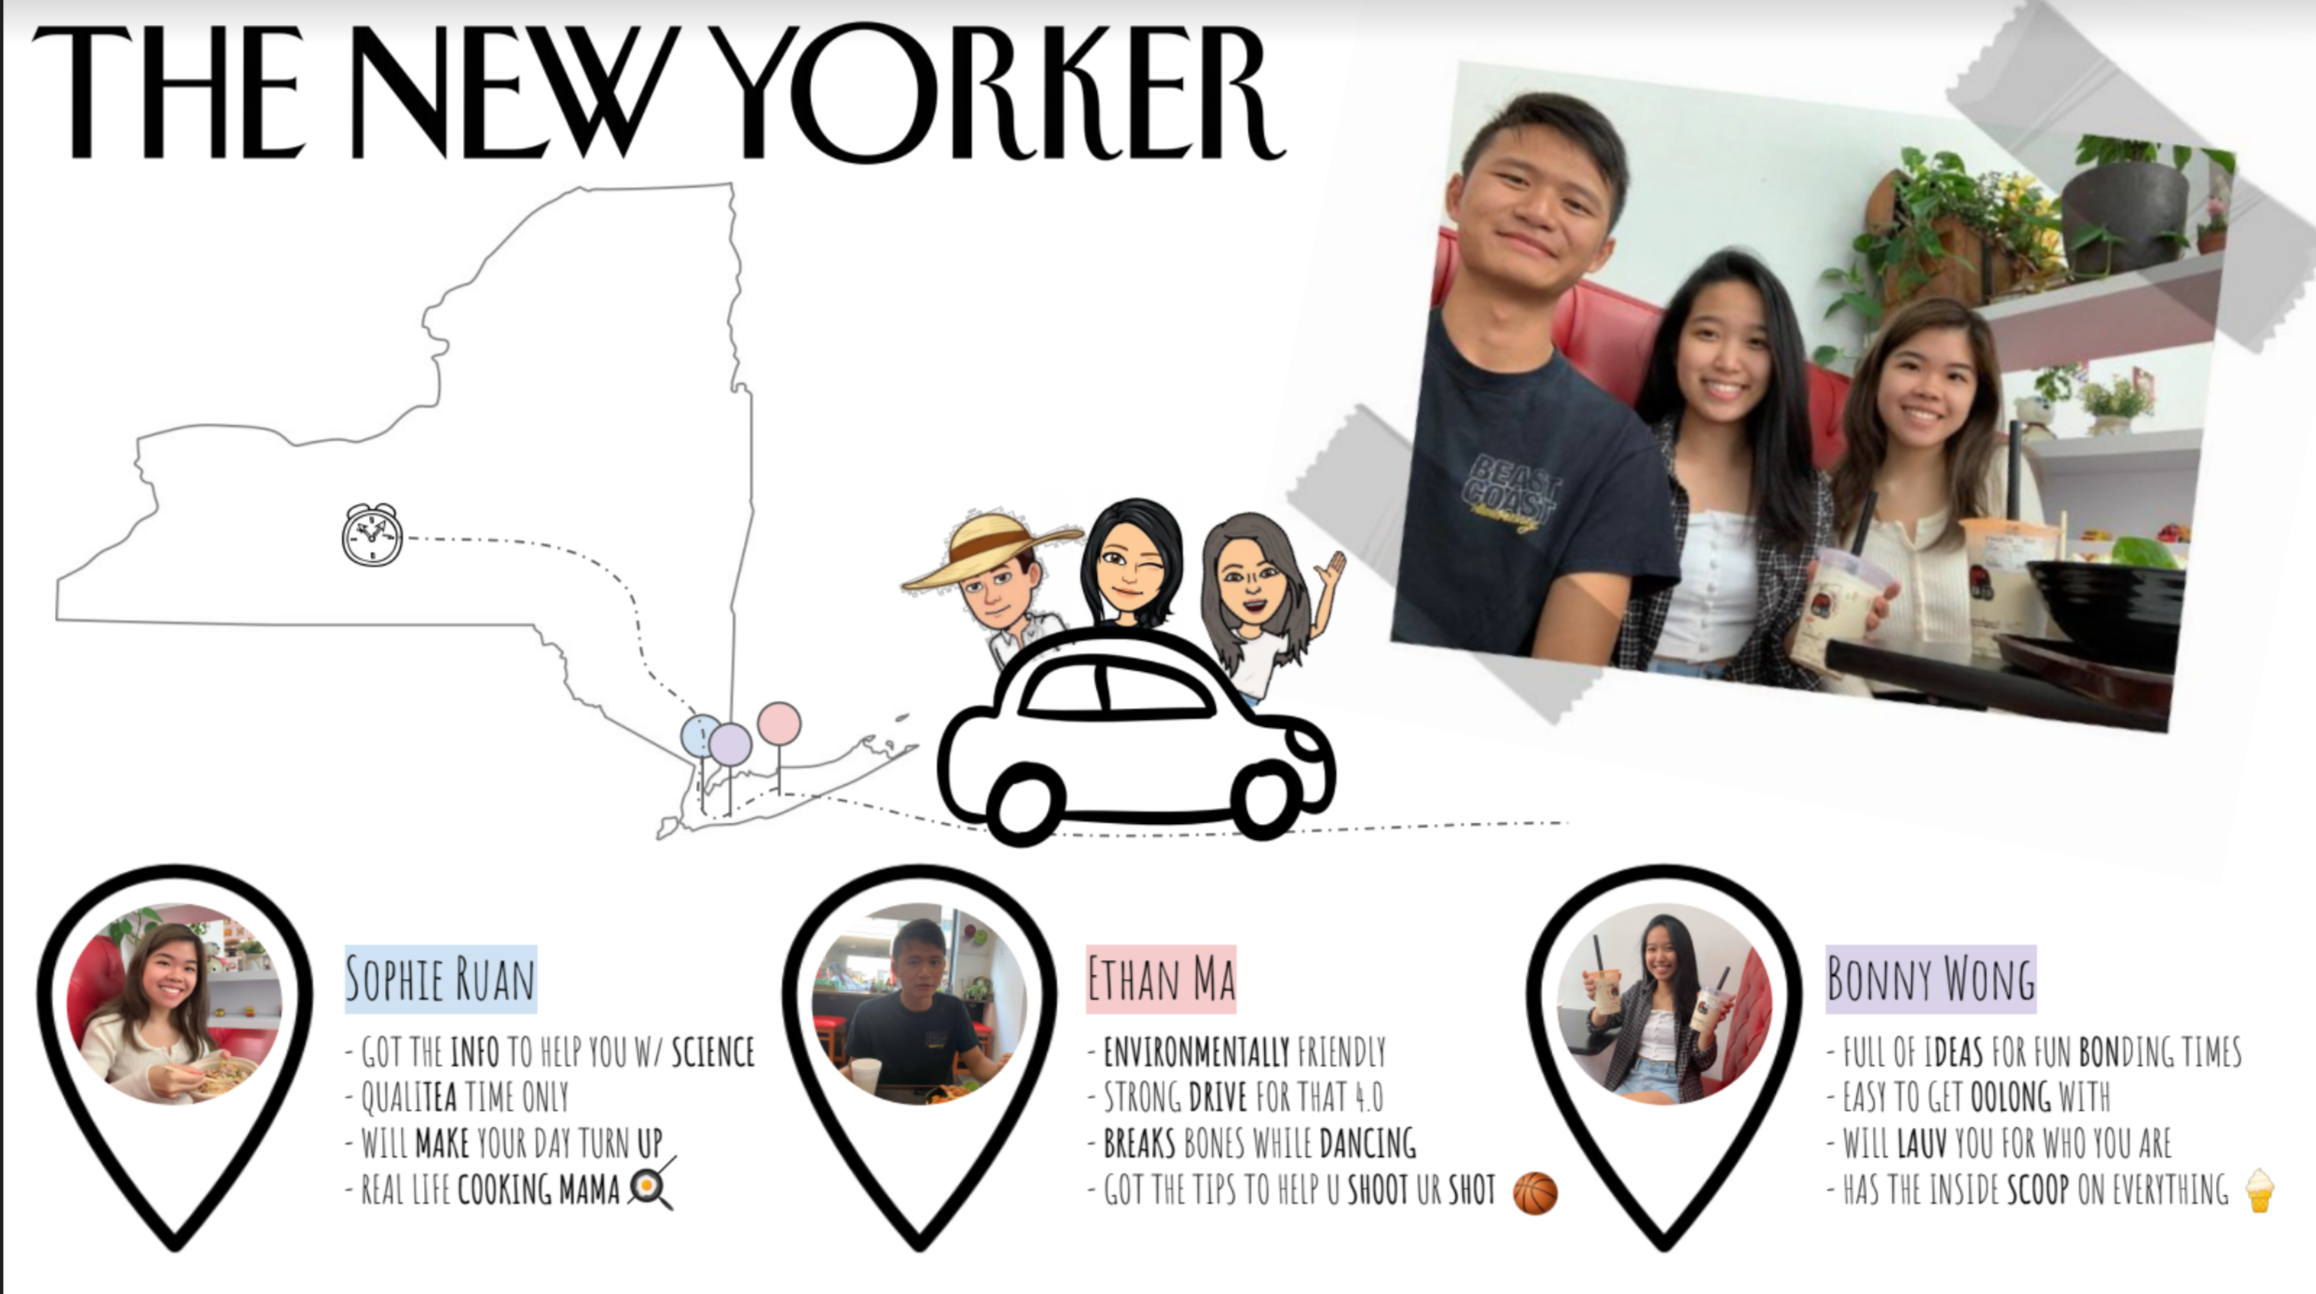 THE NEW YORKER
BEAST
COAST
SOPHIE RUAN
- GOT THE INFO TO HELP YOU W/ SCIENCE
- QUALITEA TIME ONLY
- WILL MAKE YOUR DAY TURN UP
- REAL LIFE COOKING MAMA
ETHAN MA
- ENVIRONMENTALLY FRIENDLY
- STRONG DRIVE FOR THAT 4.0
- BREAKS BONES WHILE DANCING
- GOT THE TIPS TO HELP U SHOOT UR SHOT
BONNY WONG
- FULL OF IDEAS FOR FUN BONDING TIMES
- EASY TO GET OOLONG WITH
- WILL LAUV YOU FOR WHO YOU ARE
- HAS THE INSIDE SCOOP ON EVERYTHING